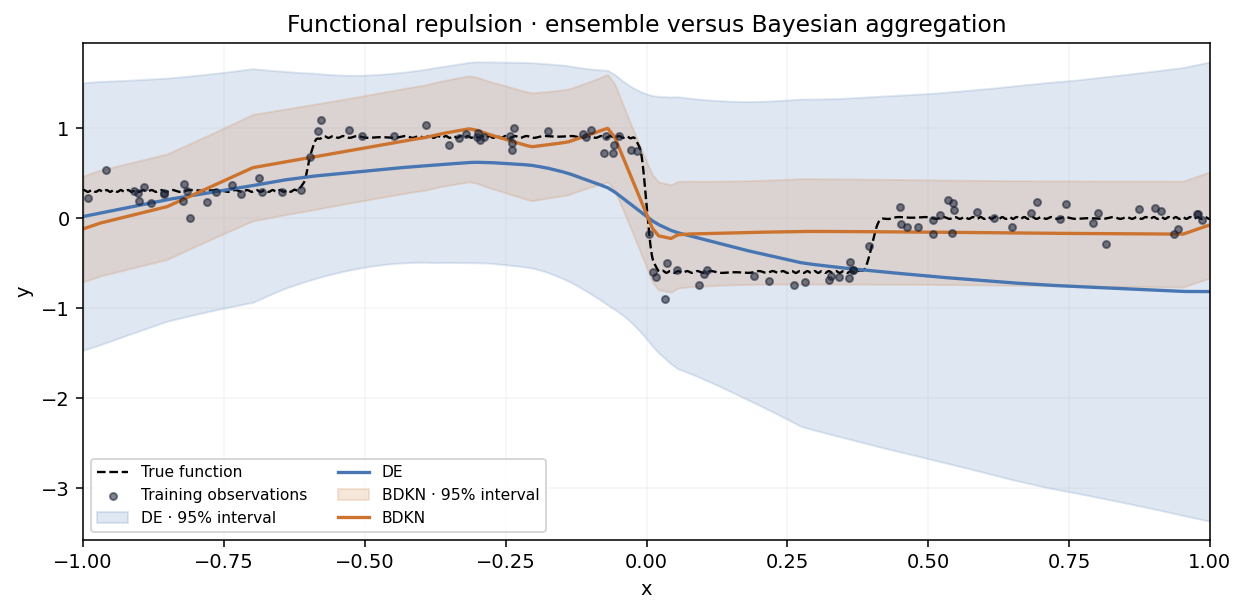 Functional repulsion · ensemble versus Bayesian aggregation
y
1
0
−1
−2
−3
True function
Training observations
DE · 95% interval
DE
BDKN · 95% interval
BDKN
−1.00 −0.75 −0.50 −0.25 0.00 0.25 0.50 0.75 1.00
x